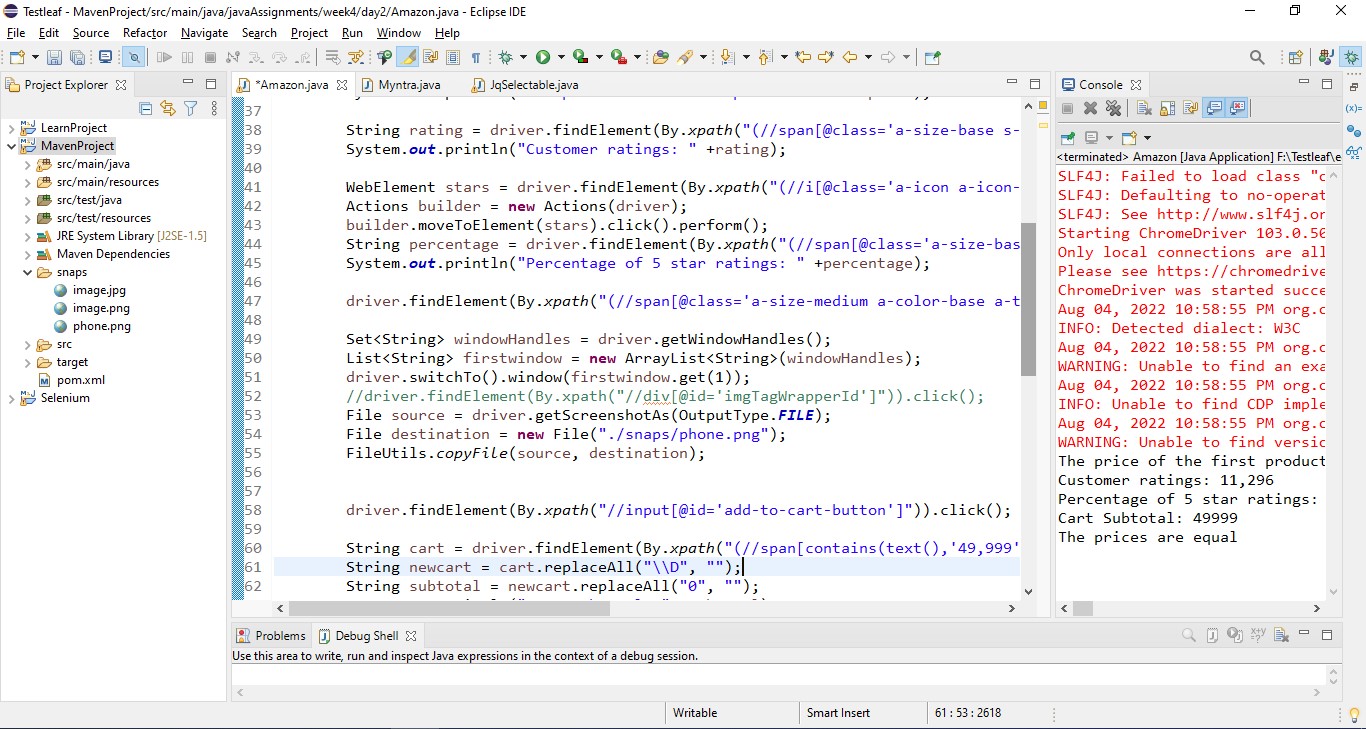 Testleaf - MavenProject/src/main/java/javaAssignments/week4/day2/Amazon.java - Eclipse IDE
File Edit Source Refactor Navigate Search Project Run Window Help
Project Explorer
LearnProject
MavenProject
src/main/java
src/main/resources
src/test/java
src/test/resources
JRE System Library [J2SE-1.5]
Maven Dependencies
snaps
image.jpg
image.png
phone.png
src
target
pom.xml
Selenium
*Amazon.java Myntra.java JqSelectable.java
37
38 String rating = driver.findElement(By.xpath("(//span[@class='a-size-base s-
39 System.out.println("Customer ratings: " +rating);
40
41 WebElement stars = driver.findElement(By.xpath("(//i[@class='a-icon a-icon-
42 Actions builder = new Actions(driver);
43 builder.moveToElement(stars).click().perform();
44 String percentage = driver.findElement(By.xpath("(//span[@class='a-size-bas
45 System.out.println("Percentage of 5 star ratings: " +percentage);
46
47 driver.findElement(By.xpath("(//span[@class='a-size-medium a-color-base a-t
48
49 Set<String> windowHandles = driver.getWindowHandles();
50 List<String> firstwindow = new ArrayList<String>(windowHandles);
51 driver.switchTo().window(firstwindow.get(1));
52 //driver.findElement(By.xpath("//div[@id='imgTagWrapperId']")).click();
53 File source = driver.getScreenshotAs(OutputType.FILE);
54 File destination = new File("./snaps/phone.png");
55 FileUtils.copyFile(source, destination);
56
57
58 driver.findElement(By.xpath("//input[@id='add-to-cart-button']")).click();
59
60 String cart = driver.findElement(By.xpath("(//span[contains(text(),'49,999'
61 String newcart = cart.replaceAll("\\D", "");
62 String subtotal = newcart.replaceAll("0", "");
Console
<terminated> Amazon [Java Application] F:\Testleaf\e
SLF4J: Failed to load class "o
SLF4J: Defaulting to no-operat
SLF4J: See http://www.slf4j.or
Starting ChromeDriver 103.0.50
Only local connections are all
Please see https://chromedrive
ChromeDriver was started succe
Aug 04, 2022 10:58:55 PM org.o
INFO: Detected dialect: W3C
Aug 04, 2022 10:58:55 PM org.o
WARNING: Unable to find an exa
Aug 04, 2022 10:58:55 PM org.o
INFO: Unable to find CDP imple
Aug 04, 2022 10:58:55 PM org.o
WARNING: Unable to find versio
The price of the first product
Customer ratings: 11,296
Percentage of 5 star ratings:
Cart Subtotal: 49999
The prices are equal
Problems Debug Shell
Use this area to write, run and inspect Java expressions in the context of a debug session.
Writable Smart Insert 61 : 53 : 2618